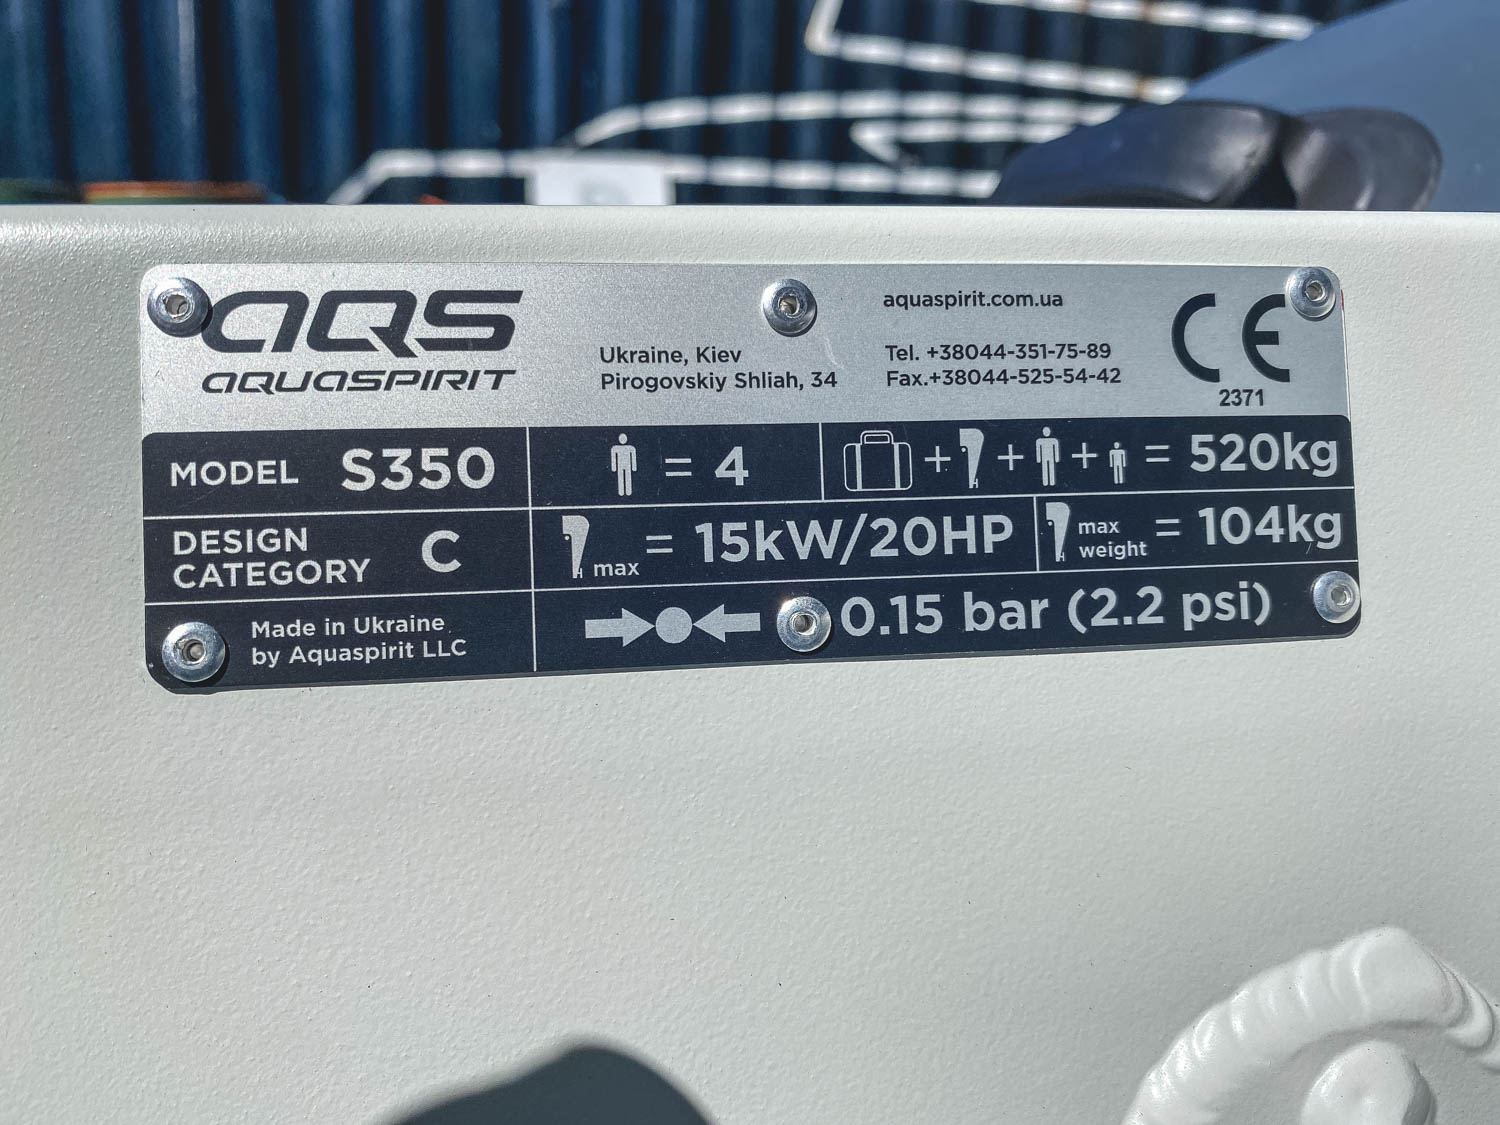 AQS
AQUASPIRIT
Ukraine, Kiev
Pirogovskiy Shliah, 34
aquaspirit.com.ua
Tel. +38044-351-75-89
Fax.+38044-525-54-42
CE
2371
MODEL S350
= 4
+ + + = 520kg
DESIGN
CATEGORY C
max = 15kW/20HP
max
weight = 104kg
Made in Ukraine
by Aquaspirit LLC
0.15 bar (2.2 psi)